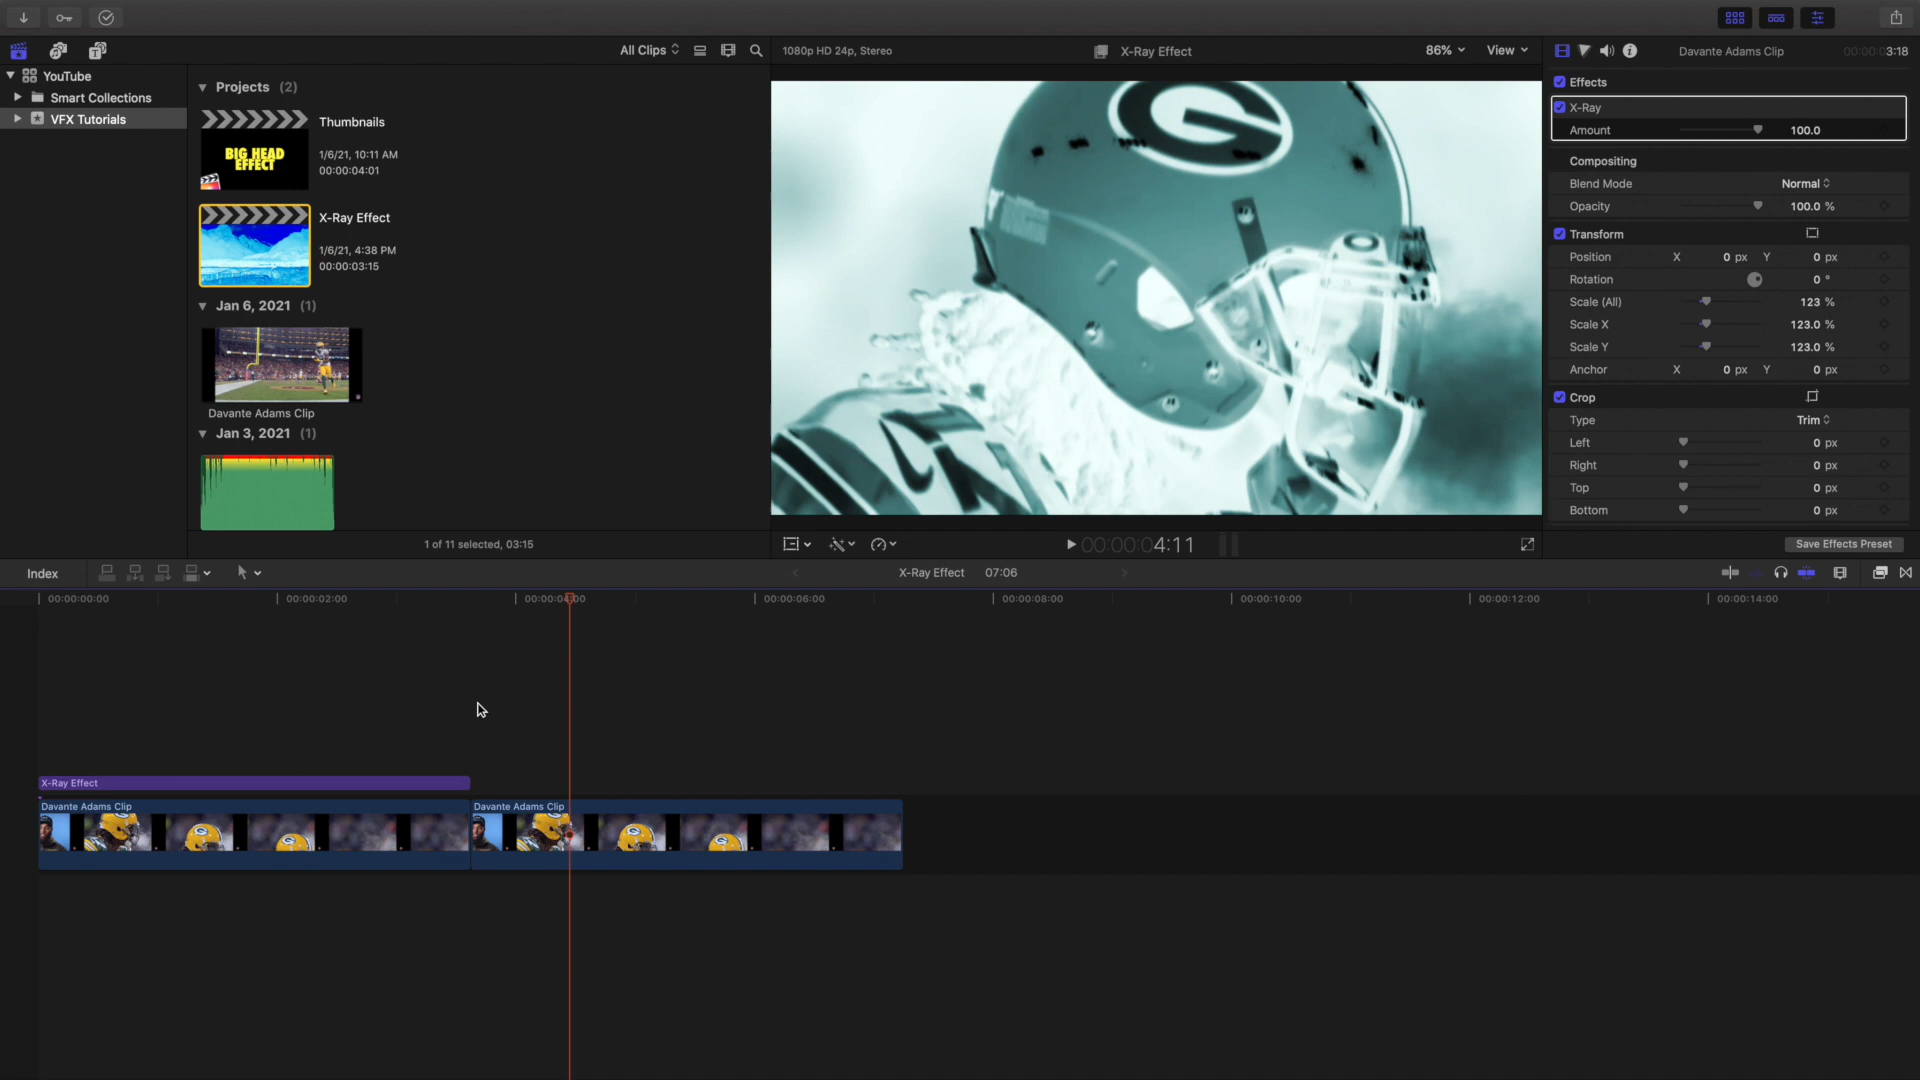 All Clips
1080p HD 24p, Stereo
X-Ray Effect
86%
View
Davante Adams Clip
00:00:03:18
YouTube
Smart Collections
VFX Tutorials
Projects (2)
Thumbnails
1/6/21, 10:11 AM
00:00:04:01
BIG HEAD
EFFECT
X-Ray Effect
1/6/21, 4:38 PM
00:00:03:15
Jan 6, 2021 (1)
Davante Adams Clip
Jan 3, 2021 (1)
1 of 11 selected, 03:15
G
00:00:04:11
Effects
X-Ray
Amount 100.0
Compositing
Blend Mode Normal
Opacity 100.0 %
Transform
Position X 0 px Y 0 px
Rotation 0 °
Scale (All) 123 %
Scale X 123.0 %
Scale Y 123.0 %
Anchor X 0 px Y 0 px
Crop
Type Trim
Left 0 px
Right 0 px
Top 0 px
Bottom 0 px
Save Effects Preset
Index
X-Ray Effect 07:06
00:00:00:00
00:00:02:00
00:00:04:00
00:00:06:00
00:00:08:00
00:00:10:00
00:00:12:00
00:00:14:00
X-Ray Effect
Davante Adams Clip
Davante Adams Clip